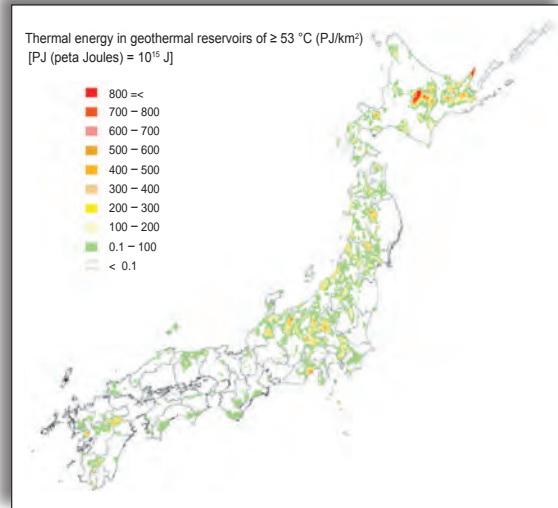 Thermal energy in geothermal reservoirs of ≥ 53 °C (PJ/km²)
[PJ (peta Joules) = 10¹⁵ J]
800 =<
700 – 800
600 – 700
500 – 600
400 – 500
300 – 400
200 – 300
100 – 200
0.1 – 100
< 0.1